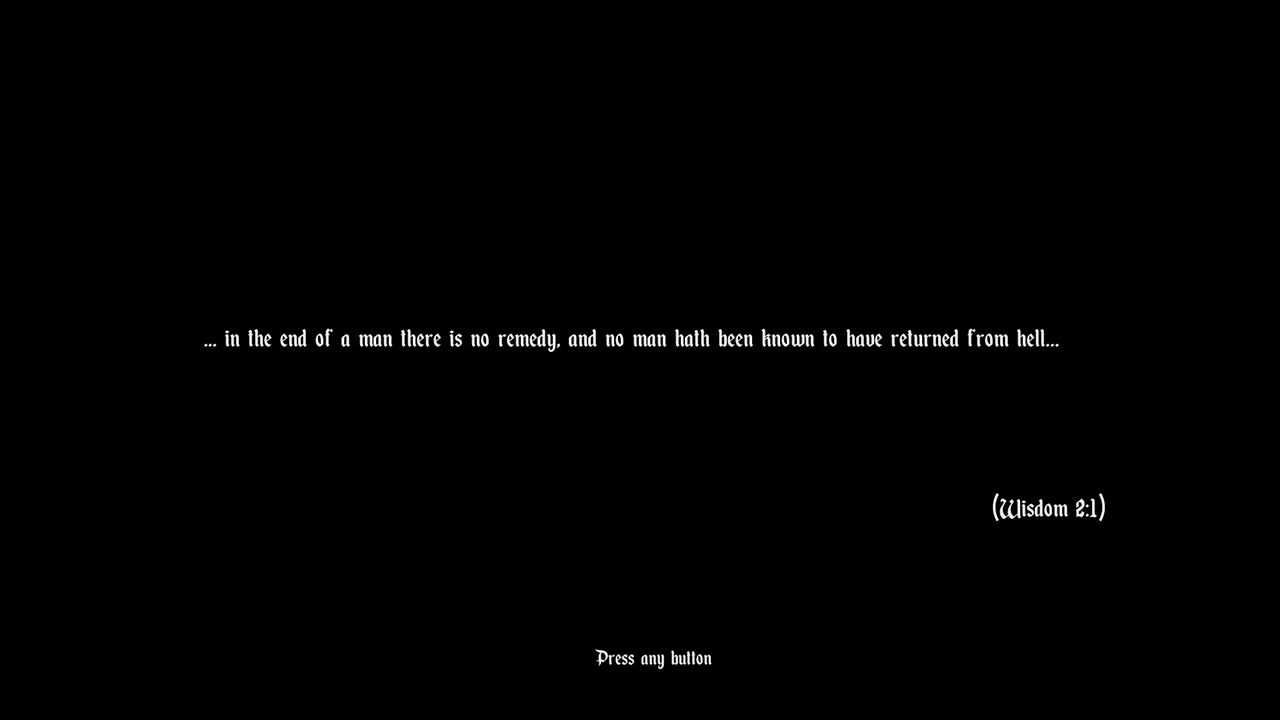 ... in the end of a man there is no remedy, and no man hath been known to have returned from hell...
(Wisdom 2:1)
Press any button